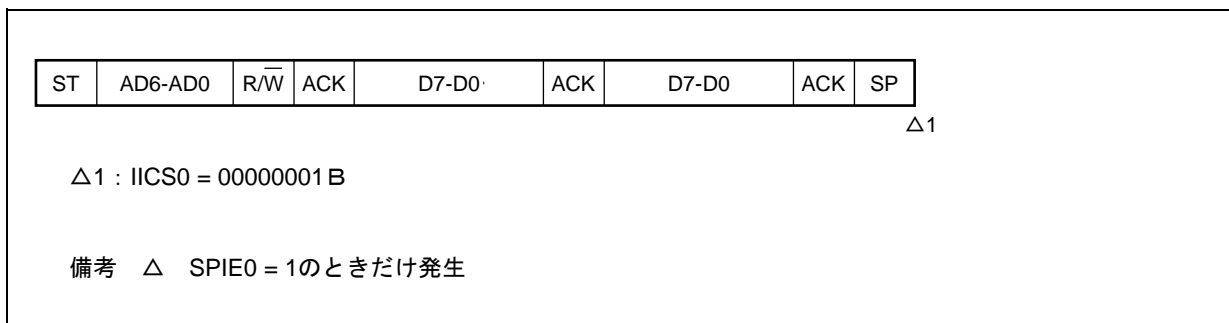 ST AD6-AD0 R/W̅ ACK D7-D0 ACK D7-D0 ACK SP
△1
△1：IICS0 = 00000001B
備考　△　SPIE0 = 1のときだけ発生